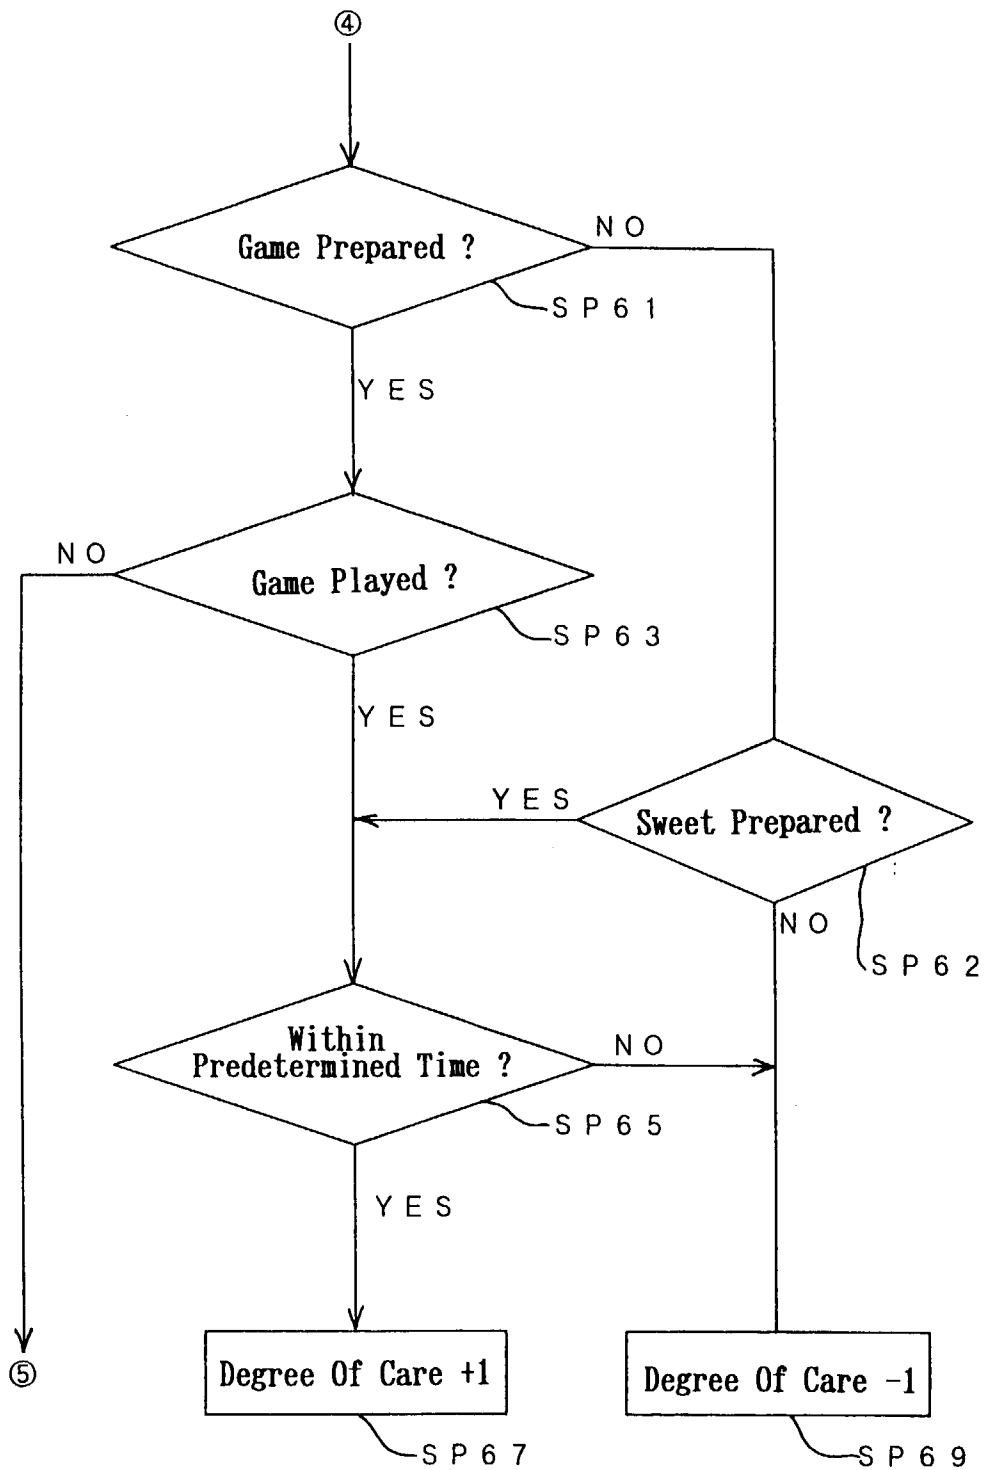 ④
Game Prepared ?
NO
SP61
YES
NO
Game Played ?
SP63
YES
YES
Sweet Prepared ?
NO
SP62
Within
Predetermined Time ?
NO
SP65
YES
⑤
Degree Of Care +1
Degree Of Care -1
SP67
SP69